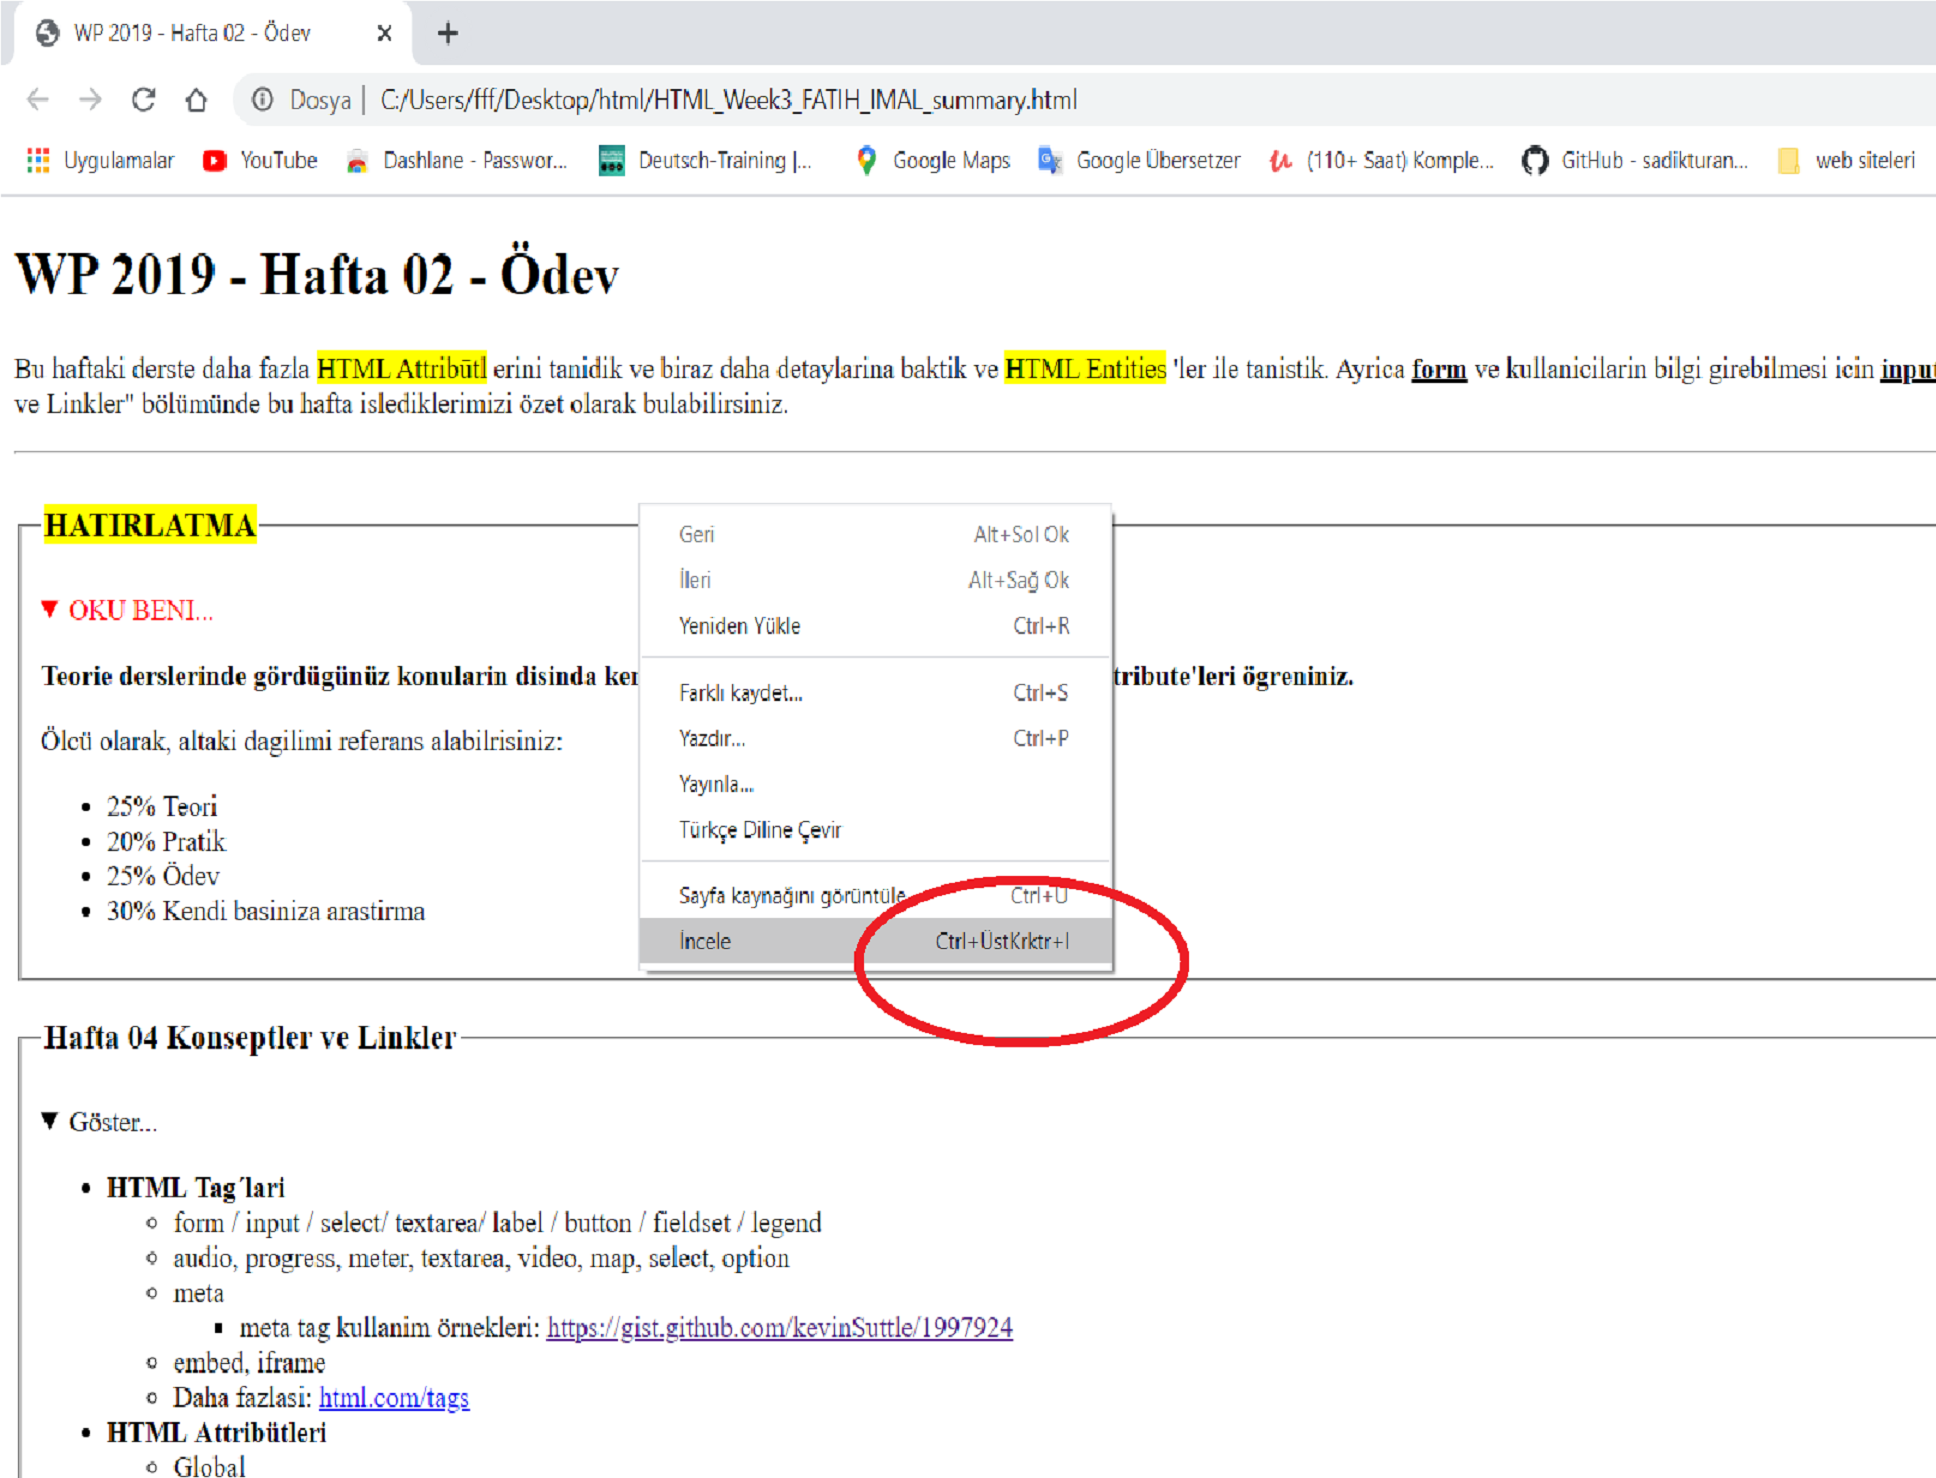 WP 2019 - Hafta 02 - Ödev
Dosya | C:/Users/fff/Desktop/html/HTML_Week3_FATIH_IMAL_summary.html
Uygulamalar YouTube Dashlane - Passwor... Deutsch-Training |... Google Maps Google Übersetzer (110+ Saat) Komple... GitHub - sadikturan... web siteleri
WP 2019 - Hafta 02 - Ödev
Bu haftaki derste daha fazla HTML Attribütl erini tanidik ve biraz daha detaylarina baktik ve HTML Entities 'ler ile tanistik. Ayrica form ve kullanicilarin bilgi girebilmesi icin input
ve Linkler" bölümünde bu hafta islediklerimizi özet olarak bulabilirsiniz.
HATIRLATMA
OKU BENI...
Teorie derslerinde gördügünüz konularin disinda ker
tribute'leri ögreniniz.
Ölcü olarak, altaki dagilimi referans alabilrisiniz:
• 25% Teori
• 20% Pratik
• 25% Ödev
• 30% Kendi basiniza arastirma
Geri Alt+Sol Ok
İleri Alt+Sağ Ok
Yeniden Yükle Ctrl+R
Farklı kaydet... Ctrl+S
Yazdır... Ctrl+P
Yayınla...
Türkçe Diline Çevir
Sayfa kaynağını görüntüle Ctrl+U
İncele Ctrl+ÜstKrktr+I
Hafta 04 Konseptler ve Linkler
Göster...
• HTML Tag´lari
form / input / select/ textarea/ label / button / fieldset / legend
audio, progress, meter, textarea, video, map, select, option
meta
meta tag kullanim örnekleri: https://gist.github.com/kevinSuttle/1997924
embed, iframe
Daha fazlasi: html.com/tags
• HTML Attribütleri
Global